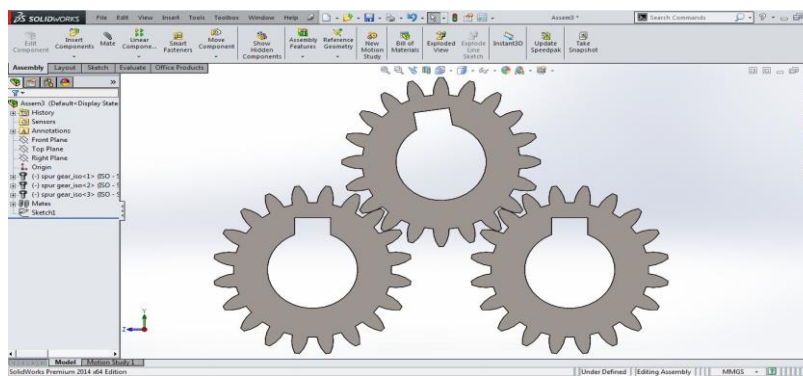 SOLIDWORKS File Edit View Insert Tools Toolbox Window Help Assem3 * Search Commands
Edit Component Insert Components Mate Linear Compone... Smart Fasteners Move Component Show Hidden Components Assembly Features Reference Geometry New Motion Study Bill of Materials Exploded View Explode Line Sketch Instant3D Update Speedpak Take Snapshot
Assembly Layout Sketch Evaluate Office Products
Assem3 (Default<Display State
History
Sensors
Annotations
Front Plane
Top Plane
Right Plane
Origin
(-) spur gear_iso<1> (ISO - S
(-) spur gear_iso<2> (ISO - S
(-) spur gear_iso<3> (ISO - S
Mates
Sketch1
Y
Z
Model Motion Study 1
SolidWorks Premium 2014 x64 Edition Under Defined Editing Assembly MMGS